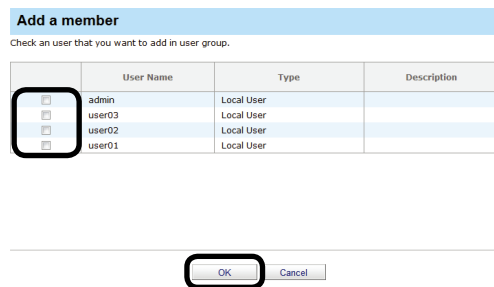 Add a member
Check an user that you want to add in user group.
User Name Type Description
admin Local User
user03 Local User
user02 Local User
user01 Local User
OK Cancel